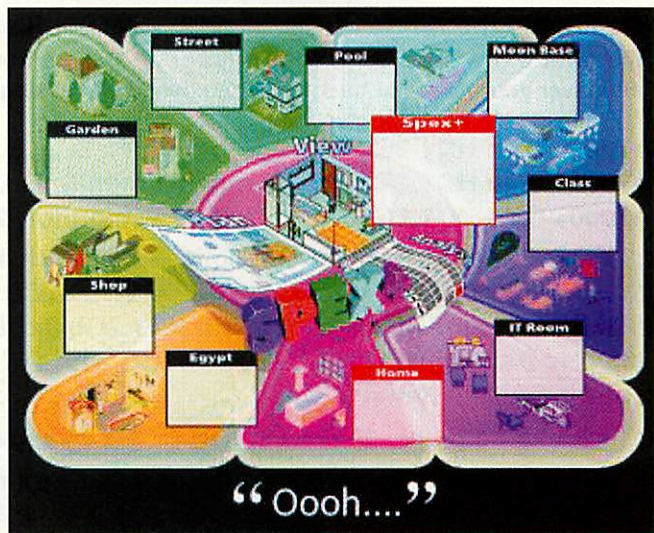 Street
Pool
Moon Base
Spex+
View
Garden
Class
Shop
IT Room
SPEX+
Egypt
Home
“ Oooh.... ”